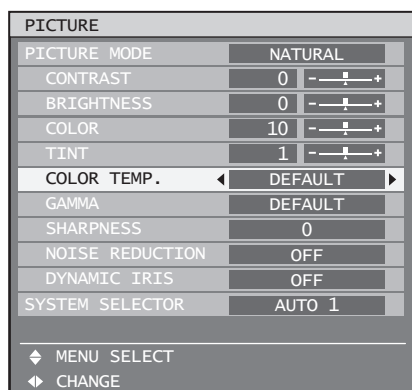 PICTURE
PICTURE MODE NATURAL
CONTRAST 0 - +
BRIGHTNESS 0 - +
COLOR 10 - +
TINT 1 - +
COLOR TEMP. DEFAULT
GAMMA DEFAULT
SHARPNESS 0
NOISE REDUCTION OFF
DYNAMIC IRIS OFF
SYSTEM SELECTOR AUTO 1
MENU SELECT
CHANGE